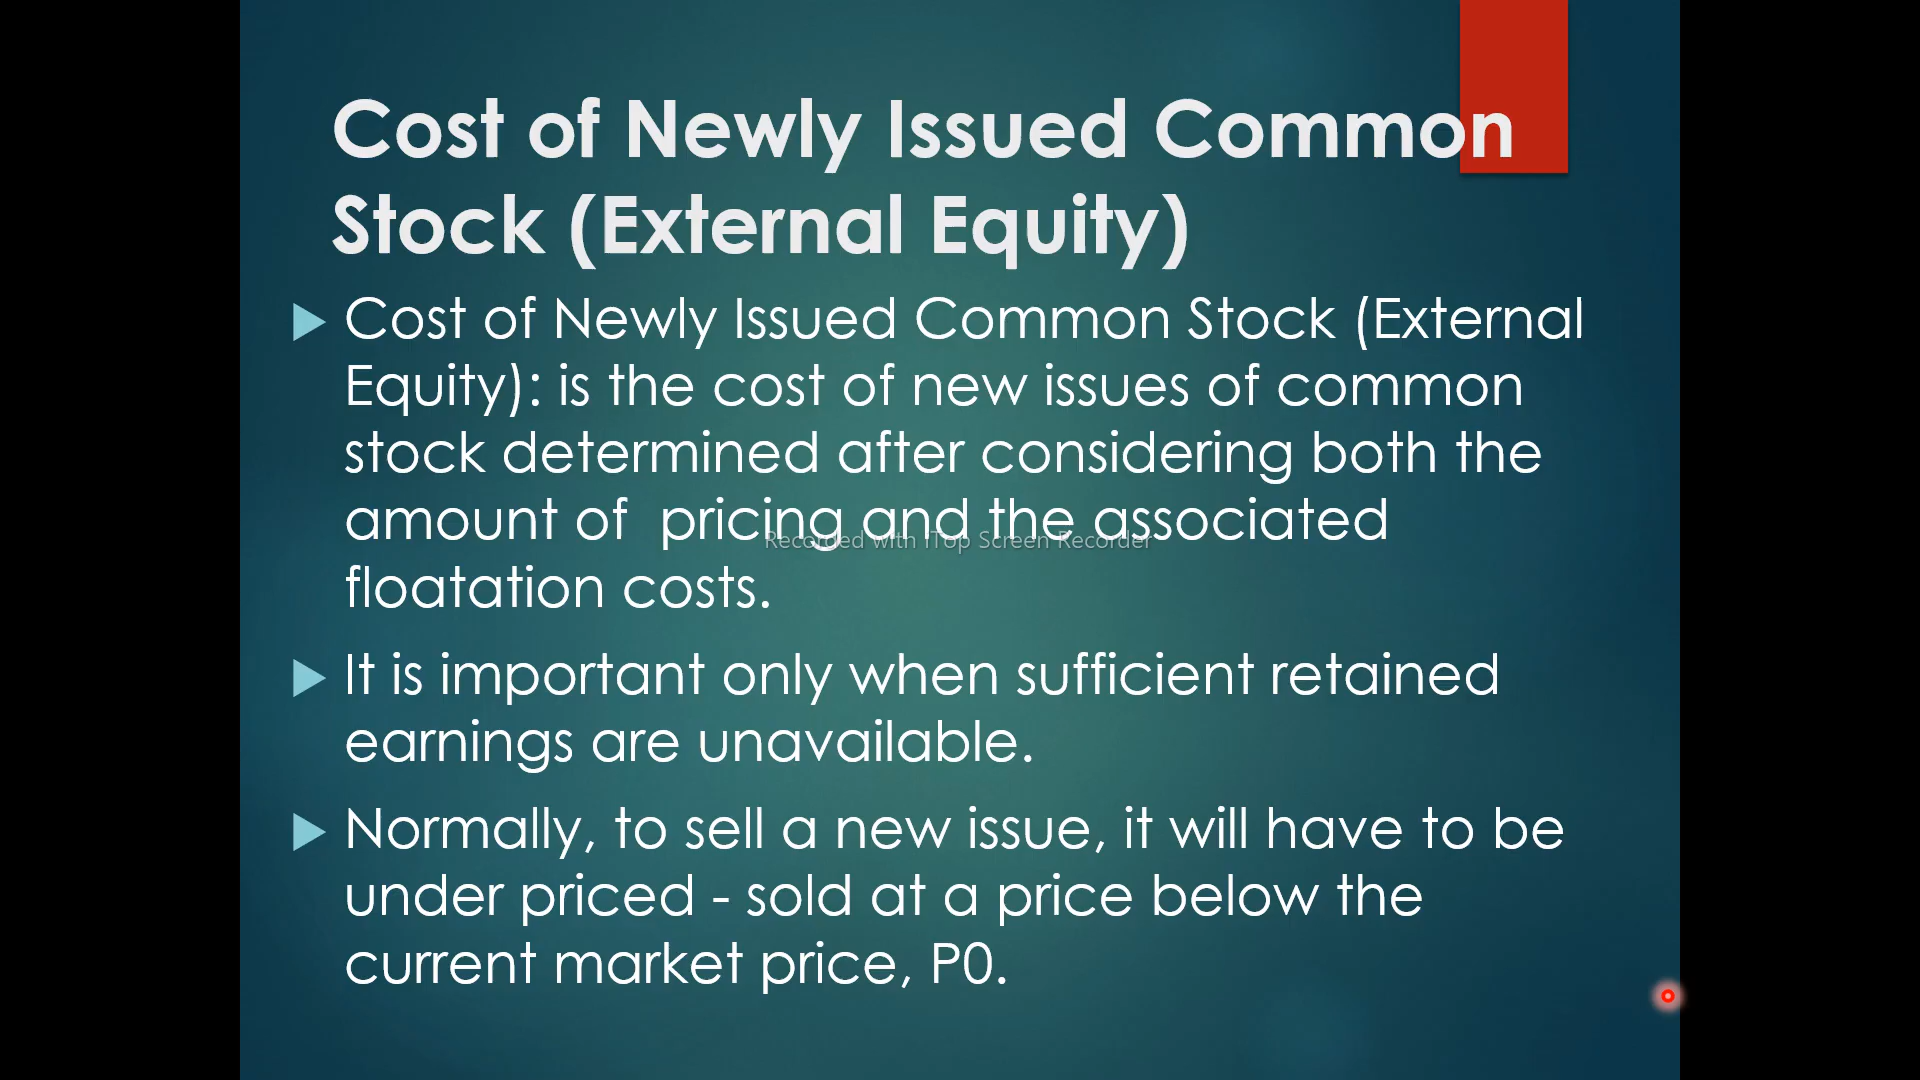 Cost of Newly Issued Common
Stock (External Equity)
Cost of Newly Issued Common Stock (External
Equity): is the cost of new issues of common
stock determined after considering both the
amount of  pricing and the associated
floatation costs.
Recorded with iTop Screen Recorder
It is important only when sufficient retained
earnings are unavailable.
Normally, to sell a new issue, it will have to be
under priced - sold at a price below the
current market price, P0.